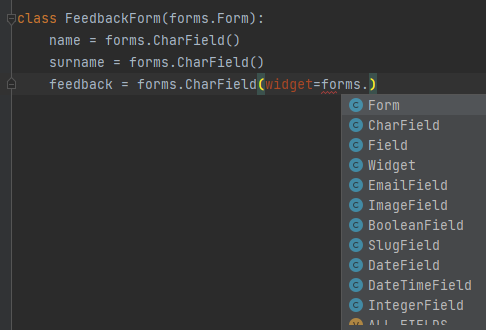 class FeedbackForm(forms.Form):
name = forms.CharField()
surname = forms.CharField()
feedback = forms.CharField(widget=forms.)
C Form
C CharField
C Field
C Widget
C EmailField
C ImageField
C BooleanField
C SlugField
C DateField
C DateTimeField
C IntegerField
V ALL_FIELDS